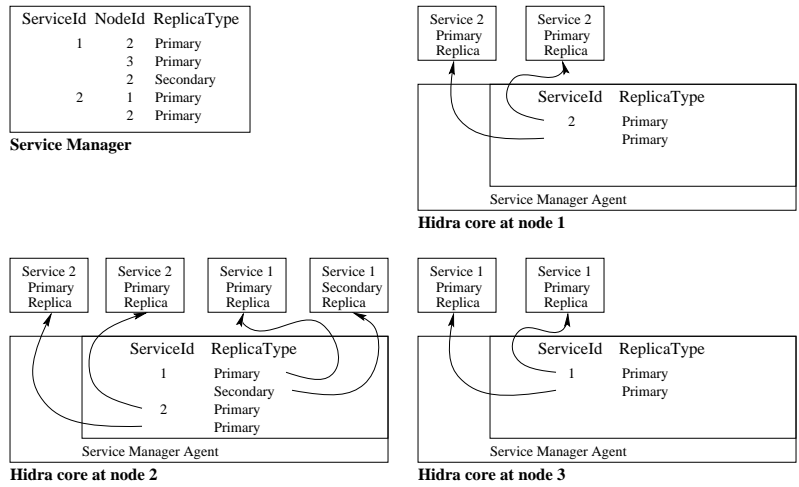 ServiceId NodeId ReplicaType
1 2 Primary
3 Primary
2 Secondary
2 1 Primary
2 Primary
Service Manager
Service 2
Primary
Replica
Service 2
Primary
Replica
ServiceId ReplicaType
2 Primary
Primary
Service Manager Agent
Hidra core at node 1
Service 2
Primary
Replica
Service 2
Primary
Replica
Service 1
Primary
Replica
Service 1
Secondary
Replica
ServiceId ReplicaType
1 Primary
Secondary
2 Primary
Primary
Service Manager Agent
Hidra core at node 2
Service 1
Primary
Replica
Service 1
Primary
Replica
ServiceId ReplicaType
1 Primary
Primary
Service Manager Agent
Hidra core at node 3